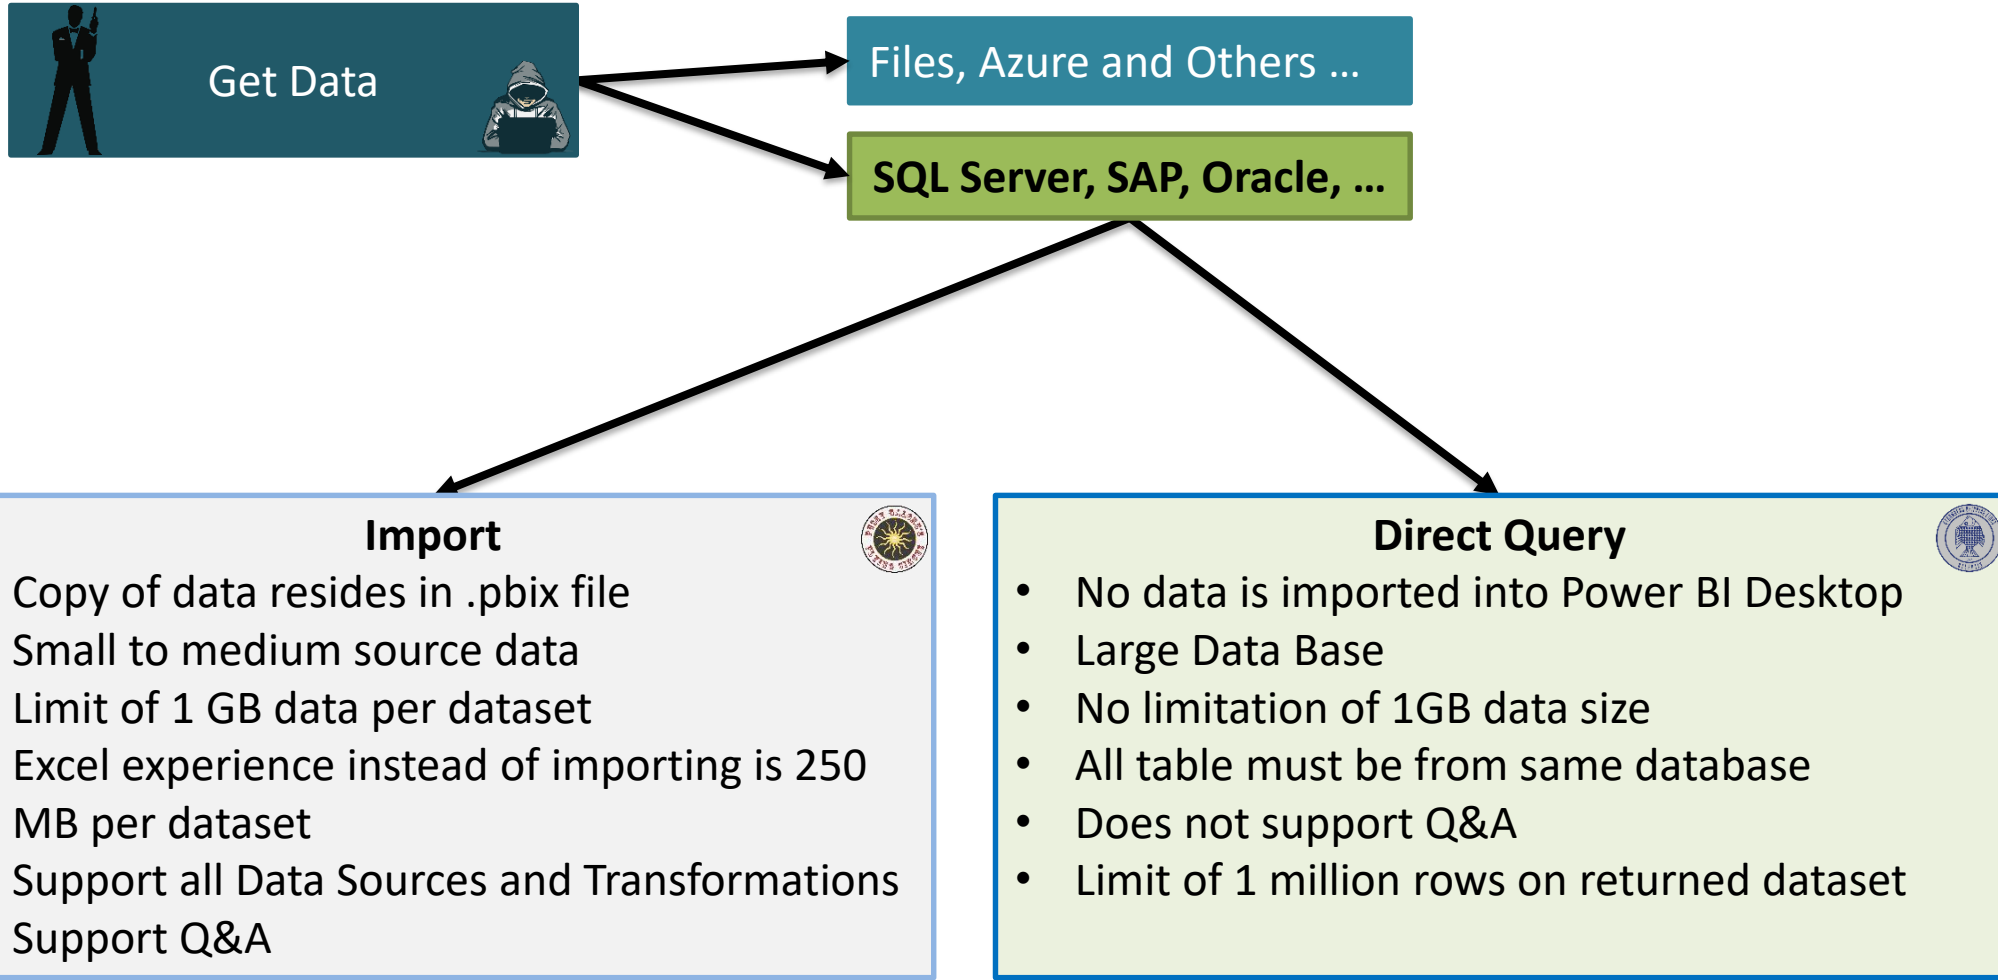 Get Data
Files, Azure and Others ...
SQL Server, SAP, Oracle, ...
Import
Copy of data resides in .pbix file
Small to medium source data
Limit of 1 GB data per dataset
Excel experience instead of importing is 250
MB per dataset
Support all Data Sources and Transformations
Support Q&A
Direct Query
• No data is imported into Power BI Desktop
• Large Data Base
• No limitation of 1GB data size
• All table must be from same database
• Does not support Q&A
• Limit of 1 million rows on returned dataset